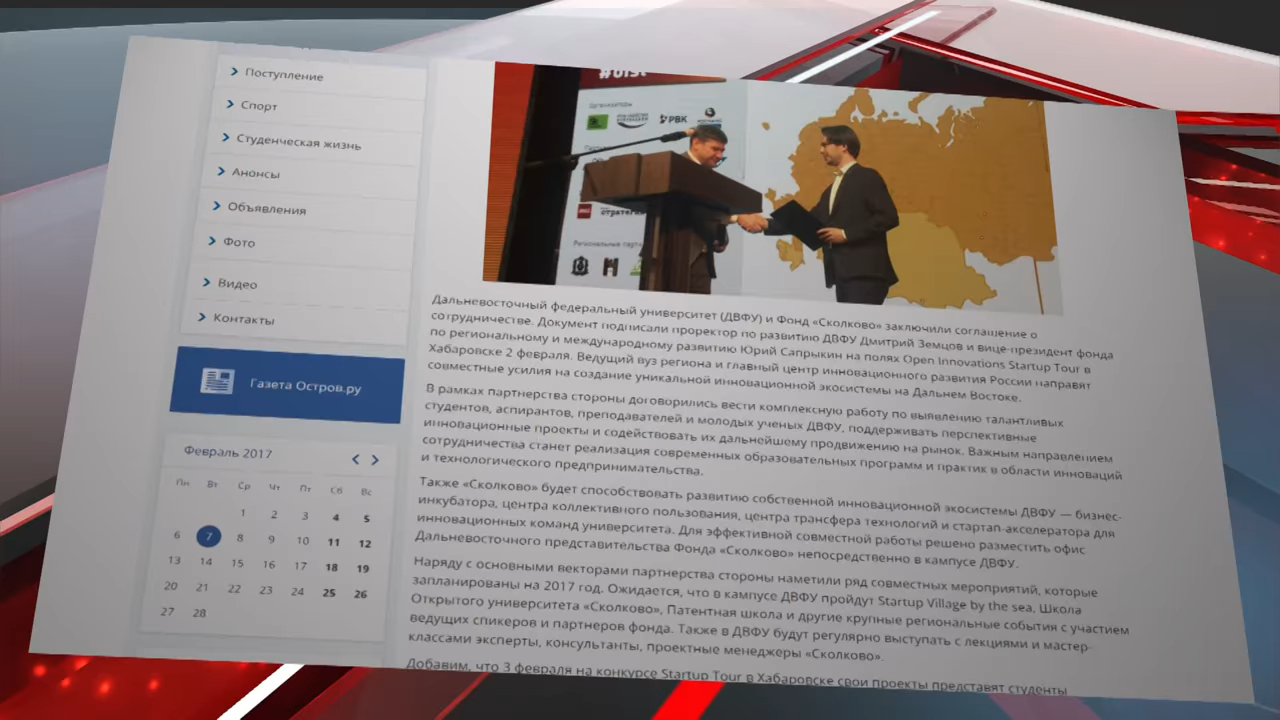 Поступление
Спорт
Студенческая жизнь
Анонсы
Объявления
Фото
Видео
Контакты
Газета Остров.ру
Февраль 2017
Пн Вт Ср Чт Пт Сб Вс
1 2 3 4 5
6 7 8 9 10 11 12
13 14 15 16 17 18 19
20 21 22 23 24 25 26
27 28
Организаторы
РВК
Региональные
Дальневосточный федеральный университет (ДВФУ) и Фонд «Сколково» заключили соглашение о
сотрудничестве. Документ подписали проректор по развитию ДВФУ Дмитрий Земцов и вице-президент фонда
по региональному и международному развитию Юрий Сапрыкин на полях Open Innovations Startup Tour в
Хабаровске 2 февраля. Ведущий вуз региона и главный центр инновационного развития России направят
совместные усилия на создание уникальной инновационной экосистемы на Дальнем Востоке.
В рамках партнерства стороны договорились вести комплексную работу по выявлению талантливых
студентов, аспирантов, преподавателей и молодых ученых ДВФУ, поддерживать перспективные
инновационные проекты и содействовать их дальнейшему продвижению на рынок. Важным направлением
сотрудничества станет реализация современных образовательных программ и практик в области инноваций
и технологического предпринимательства.
Также «Сколково» будет способствовать развитию собственной инновационной экосистемы ДВФУ — бизнес-
инкубатора, центра коллективного пользования, центра трансфера технологий и стартап-акселератора для
инновационных команд университета. Для эффективной совместной работы решено разместить офис
Дальневосточного представительства Фонда «Сколково» непосредственно в кампусе ДВФУ.
Наряду с основными векторами партнерства стороны наметили ряд совместных мероприятий, которые
запланированы на 2017 год. Ожидается, что в кампусе ДВФУ пройдут Startup Village by the sea, Школа
Открытого университета «Сколково», Патентная школа и другие крупные региональные события с участием
ведущих спикеров и партнеров фонда. Также в ДВФУ будут регулярно выступать с лекциями и мастер-
классами эксперты, консультанты, проектные менеджеры «Сколково».
Добавим, что 3 февраля на конкурсе Startup Tour в Хабаровске свои проекты представят студенты